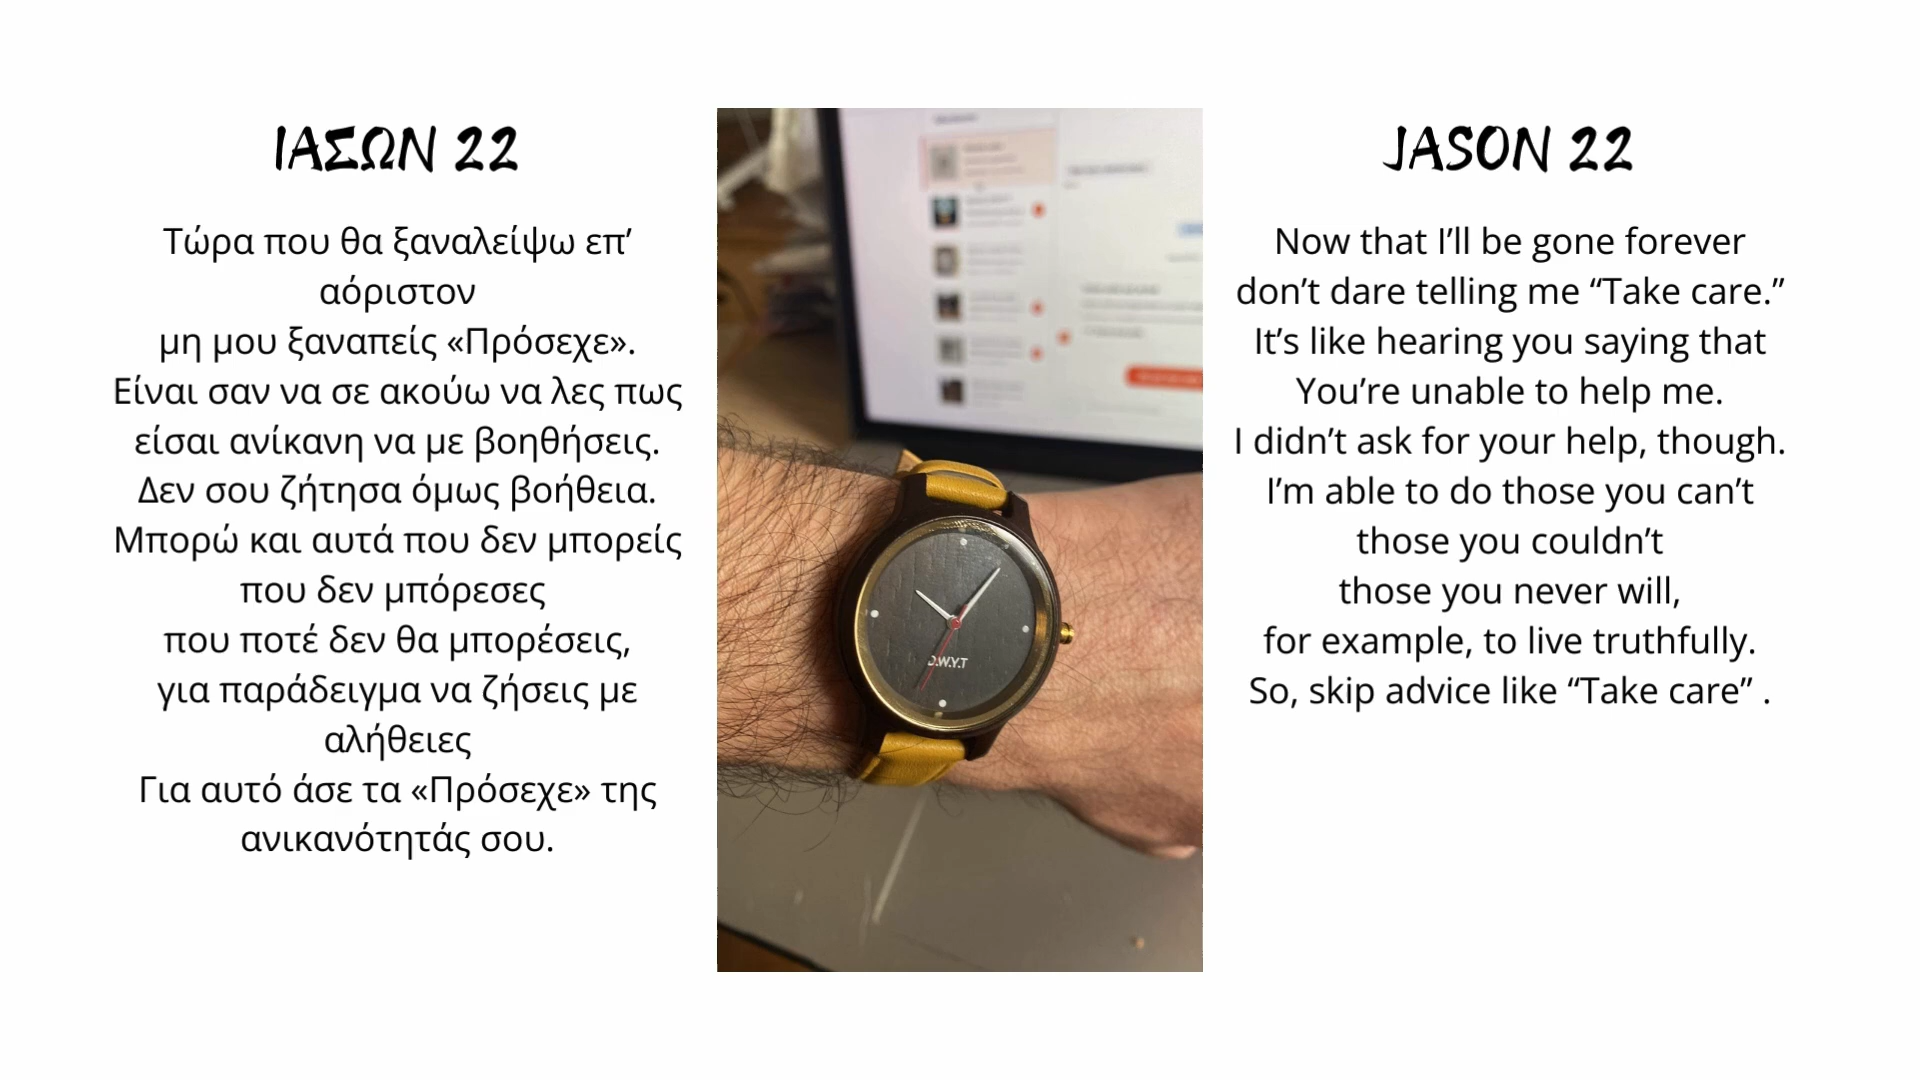 ΙΑΣΩΝ 22
Τώρα που θα ξαναλείψω επ’
αόριστον
μη μου ξαναπείς «Πρόσεχε».
Είναι σαν να σε ακούω να λες πως
είσαι ανίκανη να με βοηθήσεις.
Δεν σου ζήτησα όμως βοήθεια.
Μπορώ και αυτά που δεν μπορείς
που δεν μπόρεσες
που ποτέ δεν θα μπορέσεις,
για παράδειγμα να ζήσεις με
αλήθειες
Για αυτό άσε τα «Πρόσεχε» της
ανικανότητάς σου.
D.W.Y.T
JASON 22
Now that I’ll be gone forever
don’t dare telling me “Take care.”
It’s like hearing you saying that
You’re unable to help me.
I didn’t ask for your help, though.
I’m able to do those you can’t
those you couldn’t
those you never will,
for example, to live truthfully.
So, skip advice like “Take care” .